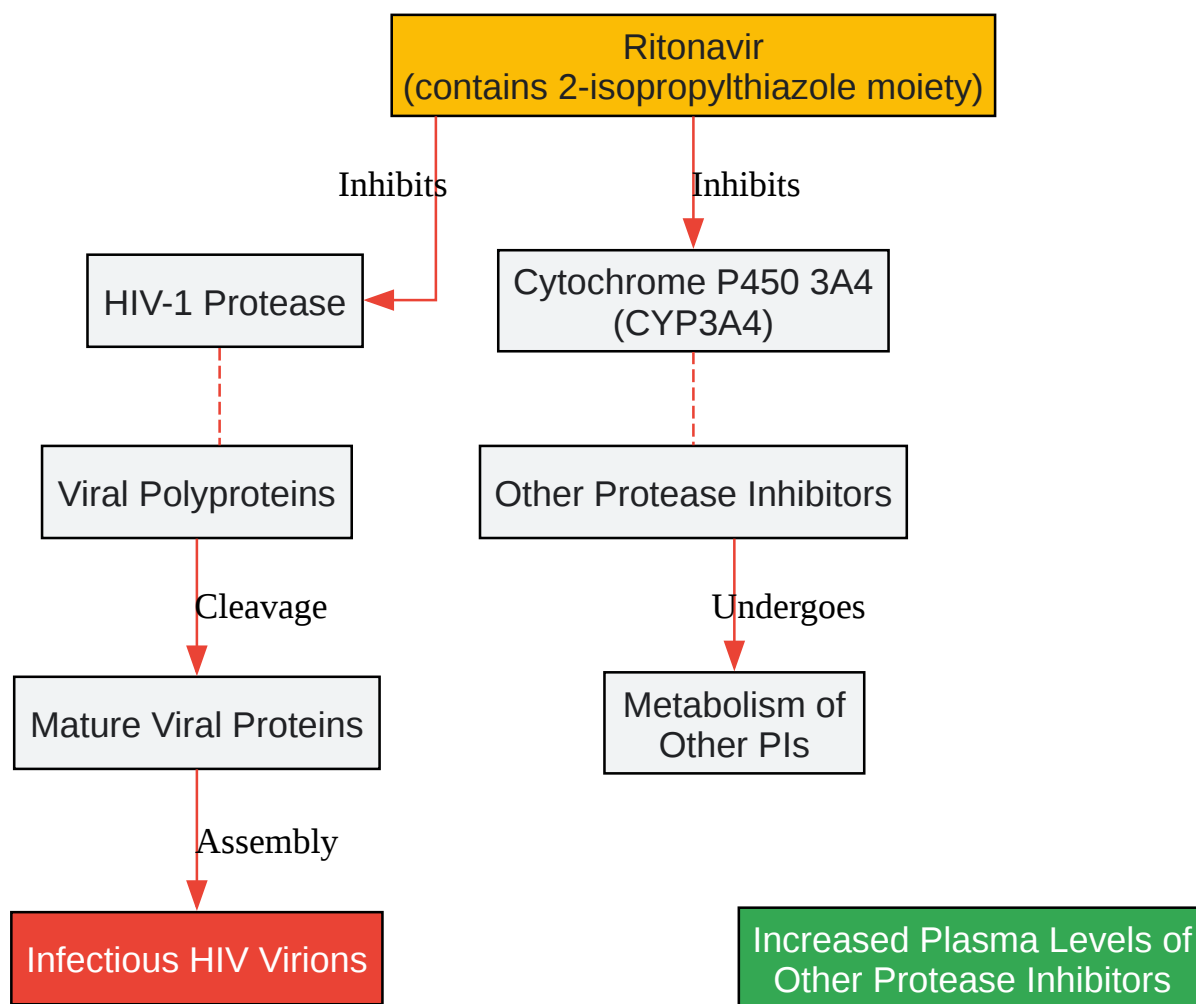 Ritonavir
(contains 2-isopropylthiazole moiety)
Inhibits
Inhibits
HIV-1 Protease
Cytochrome P450 3A4
(CYP3A4)
Viral Polyproteins
Other Protease Inhibitors
Cleavage
Undergoes
Mature Viral Proteins
Metabolism of
Other PIs
Assembly
Infectious HIV Virions
Increased Plasma Levels of
Other Protease Inhibitors